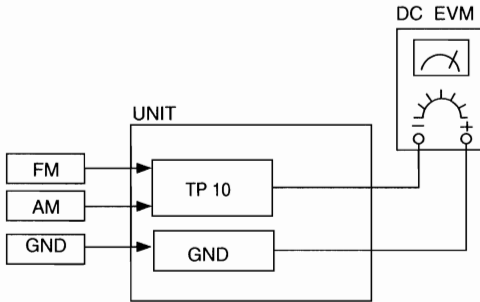 DC EVM
− +
UNIT
FM
AM
GND
TP 10
GND